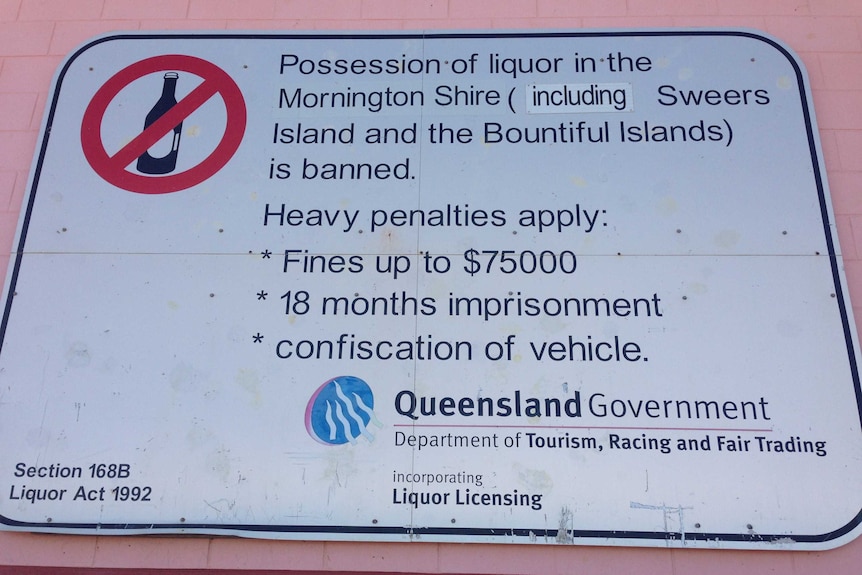 Possession of liquor in the
Mornington Shire ( including Sweers
Island and the Bountiful Islands)
is banned.
Heavy penalties apply:
* Fines up to $75000
* 18 months imprisonment
* confiscation of vehicle.
Queensland Government
Department of Tourism, Racing and Fair Trading
incorporating
Liquor Licensing
Section 168B
Liquor Act 1992